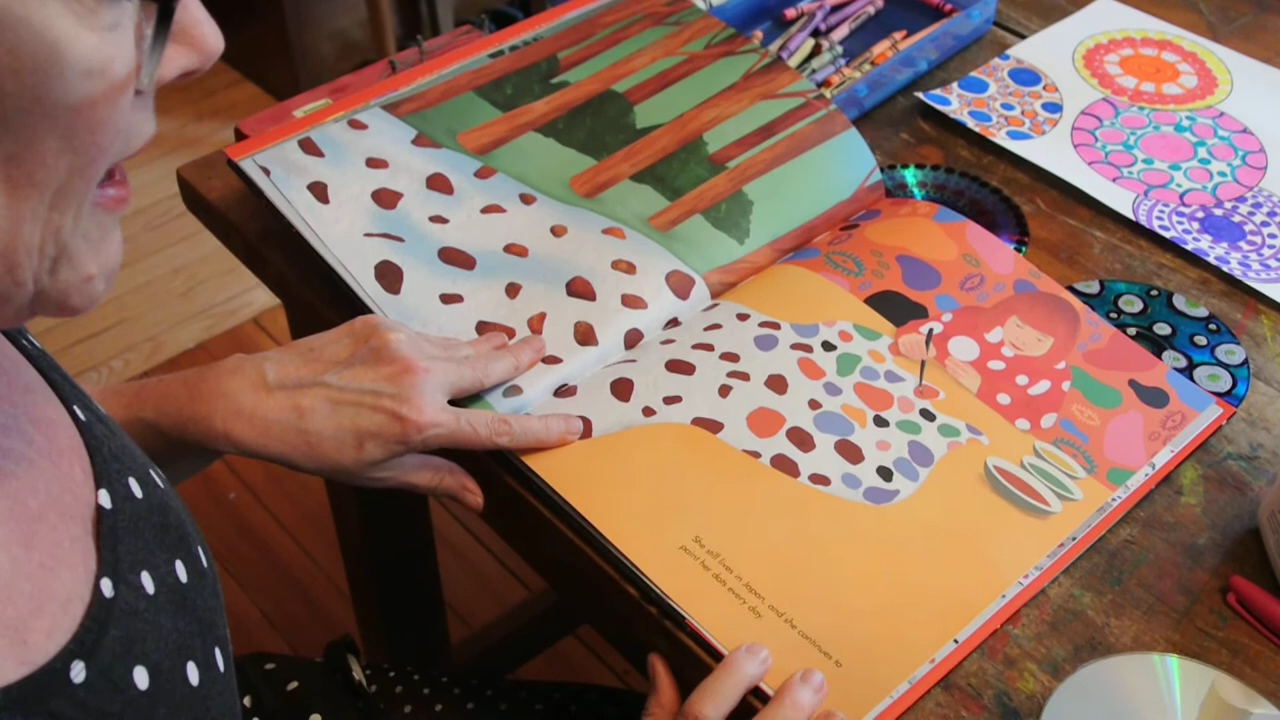 She still lives in Japan, and she continues to
paint her dots every day.